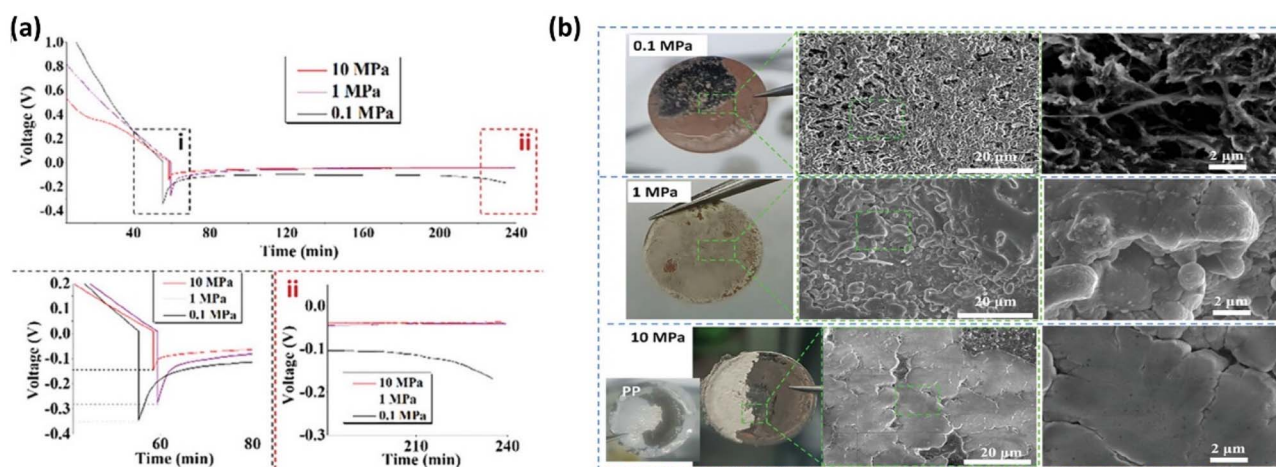 (a)
1.0
0.8
0.6
0.4
0.2
0.0
-0.2
0.4
Voltage (V)
10 MPa
1 MPa
0.1 MPa
i
ii
40
80
120
160
200
240
Time (min)
0.2
0.1
0.0
-0.1
-0.2
-0.3
-0.4
Voltage (V)
10 MPa
1 MPa
0.1 MPa
60
80
Time (min)
ii
0.1
0.0
-0.1
-0.2
-0.3
Voltage (V)
10 MPa
1 MPa
0.1 MPa
210
240
Time (min)
(b)
0.1 MPa
20 μm
2 μm
1 MPa
20 μm
2 μm
10 MPa
PP
20 μm
2 μm